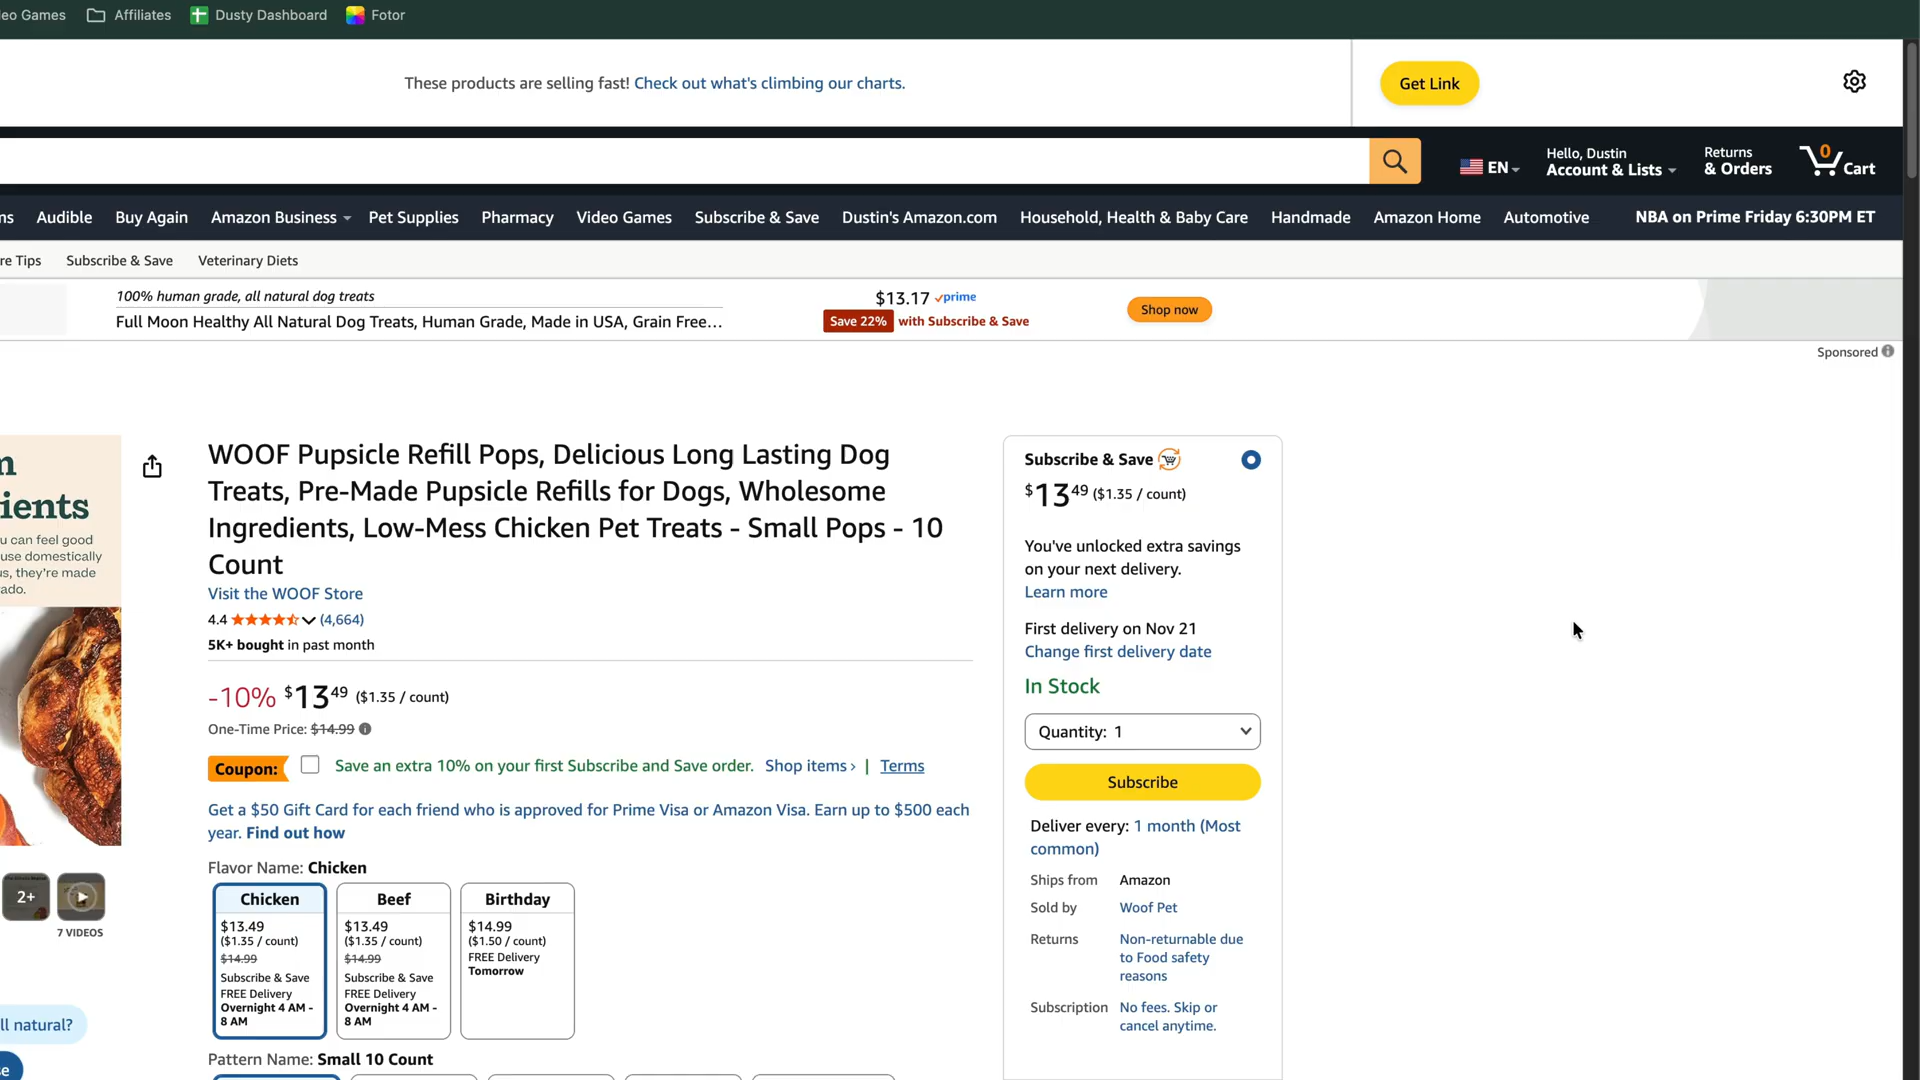 eo Games Affiliates Dusty Dashboard Fotor
These products are selling fast! Check out what's climbing our charts.
Get Link
EN
Hello, Dustin
Account & Lists
Returns
& Orders
0
Cart
ns Audible Buy Again Amazon Business Pet Supplies Pharmacy Video Games Subscribe & Save Dustin's Amazon.com Household, Health & Baby Care Handmade Amazon Home Automotive NBA on Prime Friday 6:30PM ET
re Tips Subscribe & Save Veterinary Diets
100% human grade, all natural dog treats
Full Moon Healthy All Natural Dog Treats, Human Grade, Made in USA, Grain Free…
$13.17 prime
Save 22% with Subscribe & Save
Shop now
Sponsored
n
ients
u can feel good
use domestically
us, they're made
ado.
2+
7 VIDEOS
ll natural?
se
WOOF Pupsicle Refill Pops, Delicious Long Lasting Dog
Treats, Pre-Made Pupsicle Refills for Dogs, Wholesome
Ingredients, Low-Mess Chicken Pet Treats - Small Pops - 10
Count
Visit the WOOF Store
4.4 (4,664)
5K+ bought in past month
-10% $13.49 ($1.35 / count)
One-Time Price: $14.99
Coupon: Save an extra 10% on your first Subscribe and Save order. Shop items › | Terms
Get a $50 Gift Card for each friend who is approved for Prime Visa or Amazon Visa. Earn up to $500 each
year. Find out how
Flavor Name: Chicken
Chicken
$13.49
($1.35 / count)
$14.99
Subscribe & Save
FREE Delivery
Overnight 4 AM -
8 AM
Beef
$13.49
($1.35 / count)
$14.99
Subscribe & Save
FREE Delivery
Overnight 4 AM -
8 AM
Birthday
$14.99
($1.50 / count)
FREE Delivery
Tomorrow
Pattern Name: Small 10 Count
Subscribe & Save
$13.49 ($1.35 / count)
You've unlocked extra savings
on your next delivery.
Learn more
First delivery on Nov 21
Change first delivery date
In Stock
Quantity: 1
Subscribe
Deliver every: 1 month (Most
common)
Ships from Amazon
Sold by Woof Pet
Returns Non-returnable due
to Food safety
reasons
Subscription No fees. Skip or
cancel anytime.